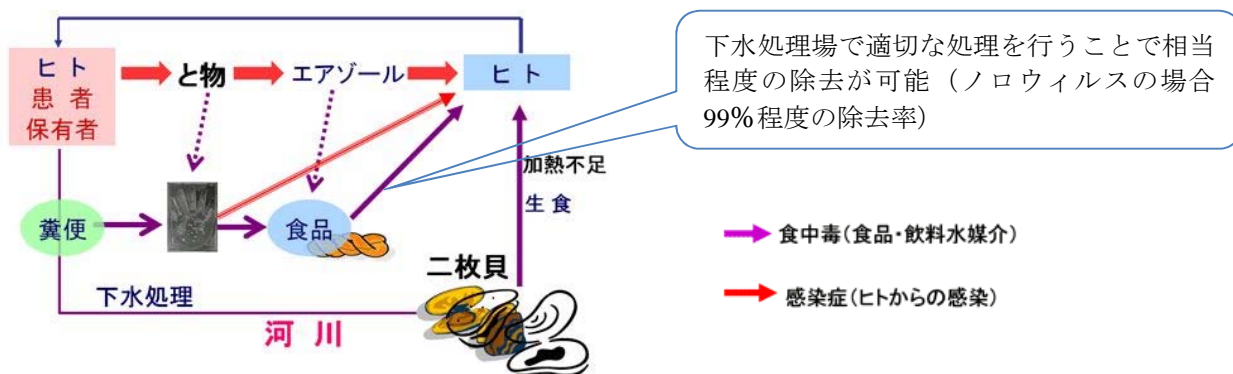 下水処理場で適切な処理を行うことで相当
程度の除去が可能（ノロウィルスの場合
99%程度の除去率）
ヒト
患者
保有者
と物
エアゾール
ヒト
加熱不足
生食
糞便
食品
二枚貝
下水処理
河川
食中毒(食品・飲料水媒介)
感染症(ヒトからの感染)